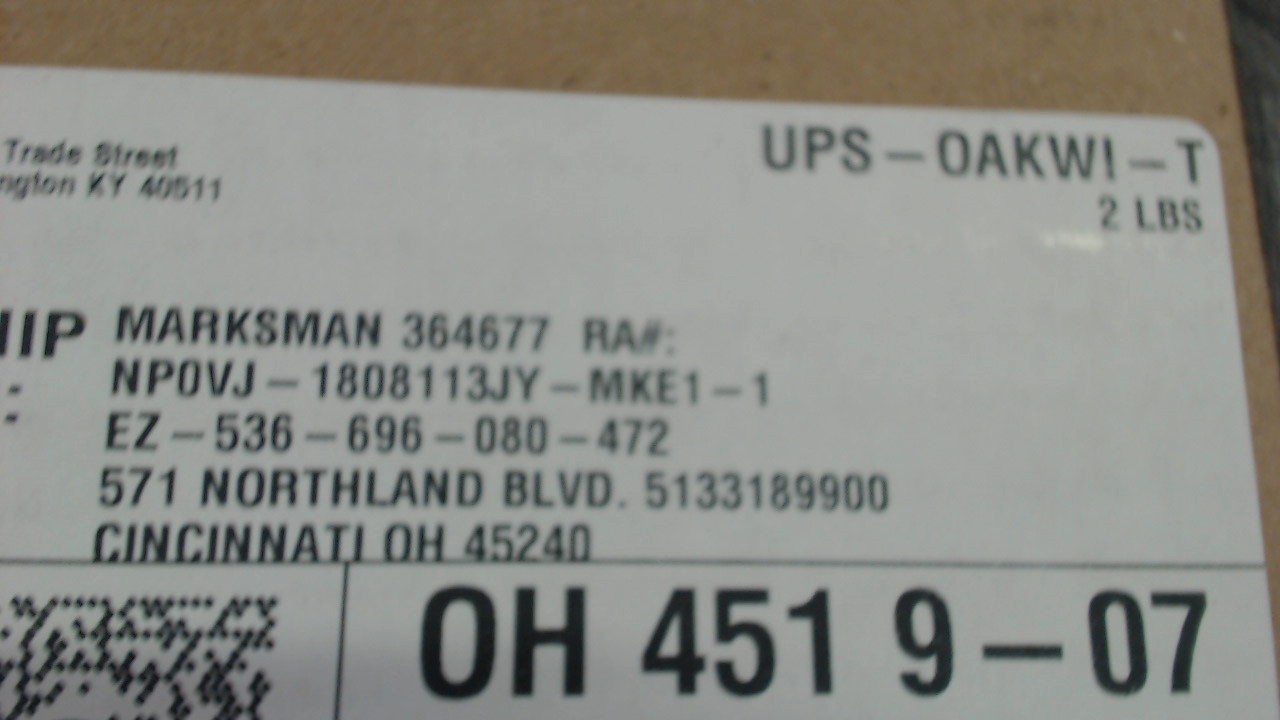 Trade Street
ngton KY 40511
UPS-OAKWI-T
2 LBS
HIP
:
MARKSMAN 364677 RA#:
NP0VJ-1808113JY-MKE1-1
EZ-536-696-080-472
571 NORTHLAND BLVD. 5133189900
CINCINNATI OH 45240
OH 451 9-07